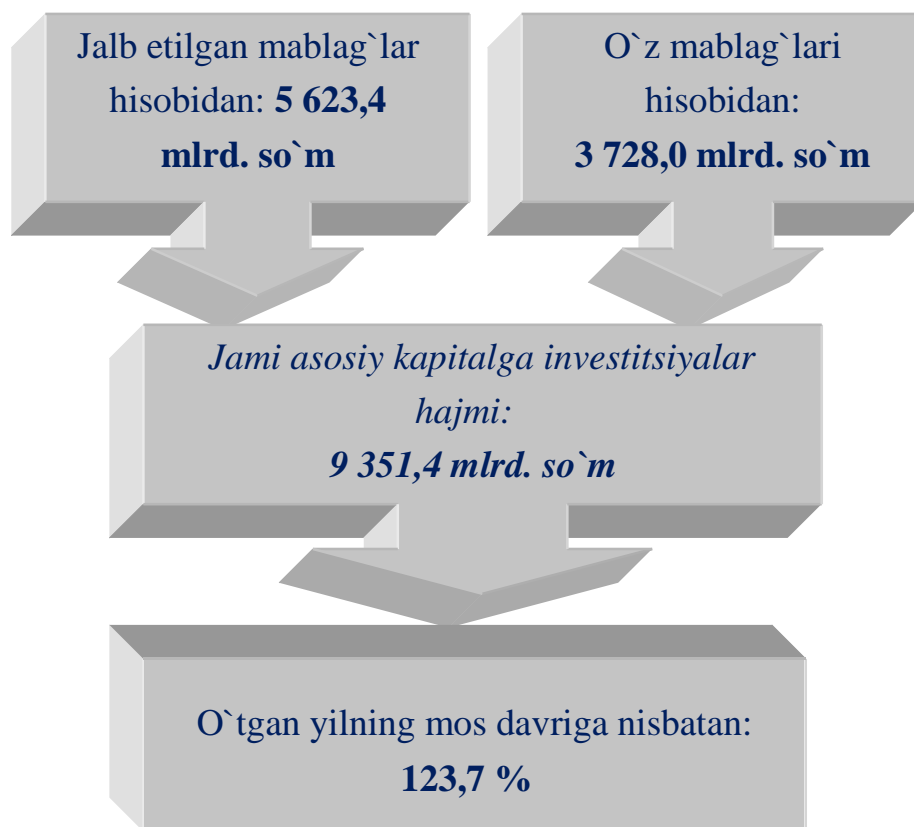 Jalb etilgan mablag`lar
hisobidan: 5 623,4
mlrd. so`m
O`z mablag`lari
hisobidan:
3 728,0 mlrd. so`m
Jami asosiy kapitalga investitsiyalar
hajmi:
9 351,4 mlrd. so`m
O`tgan yilning mos davriga nisbatan:
123,7 %